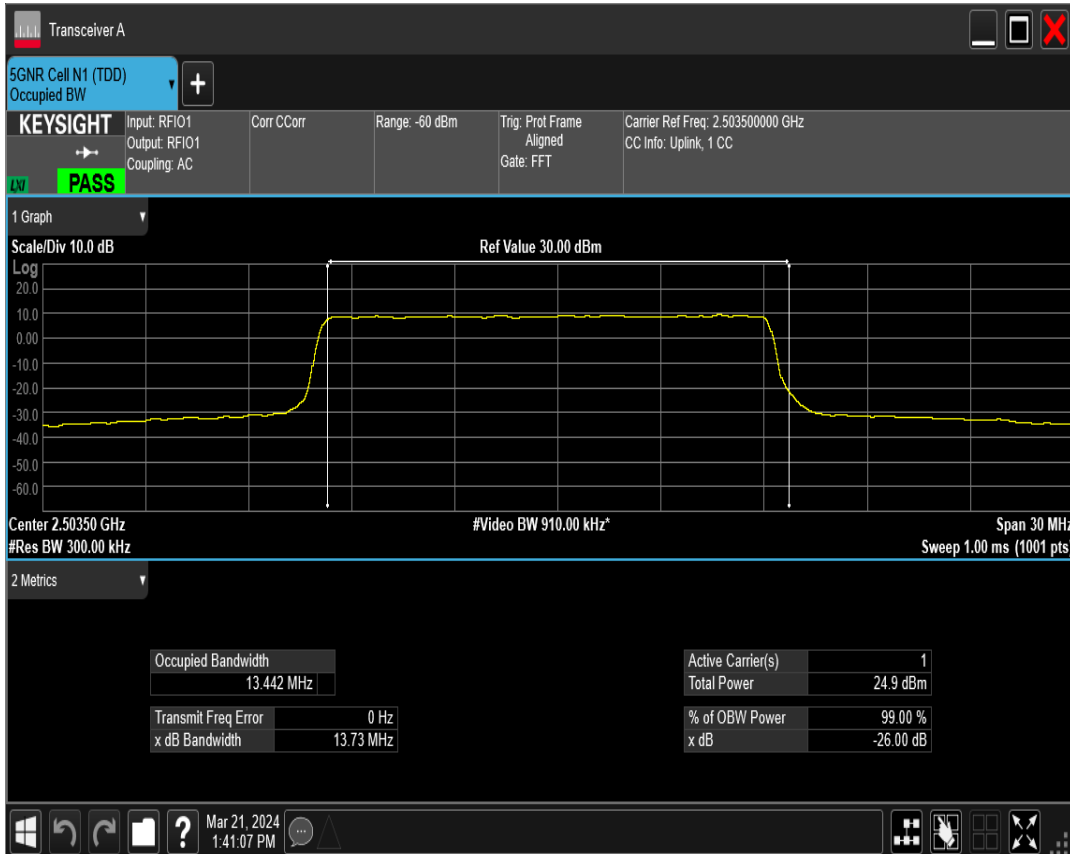 Transceiver A
5GNR Cell N1 (TDD)
Occupied BW
+
KEYSIGHT
LXI
PASS
Input: RFIO1
Output: RFIO1
Coupling: AC
Corr CCorr
Range: -60 dBm
Trig: Prot Frame
Aligned
Gate: FFT
Carrier Ref Freq: 2.503500000 GHz
CC Info: Uplink, 1 CC
1 Graph
Scale/Div 10.0 dB
Ref Value 30.00 dBm
Log
20.0
10.0
0.00
-10.0
-20.0
-30.0
-40.0
-50.0
-60.0
Center 2.50350 GHz
#Video BW 910.00 kHz*
Span 30 MHz
#Res BW 300.00 kHz
Sweep 1.00 ms (1001 pts)
2 Metrics
Occupied Bandwidth
13.442 MHz
Transmit Freq Error 0 Hz
x dB Bandwidth 13.73 MHz
Active Carrier(s) 1
Total Power 24.9 dBm
% of OBW Power 99.00 %
x dB -26.00 dB
?
Mar 21, 2024
1:41:07 PM